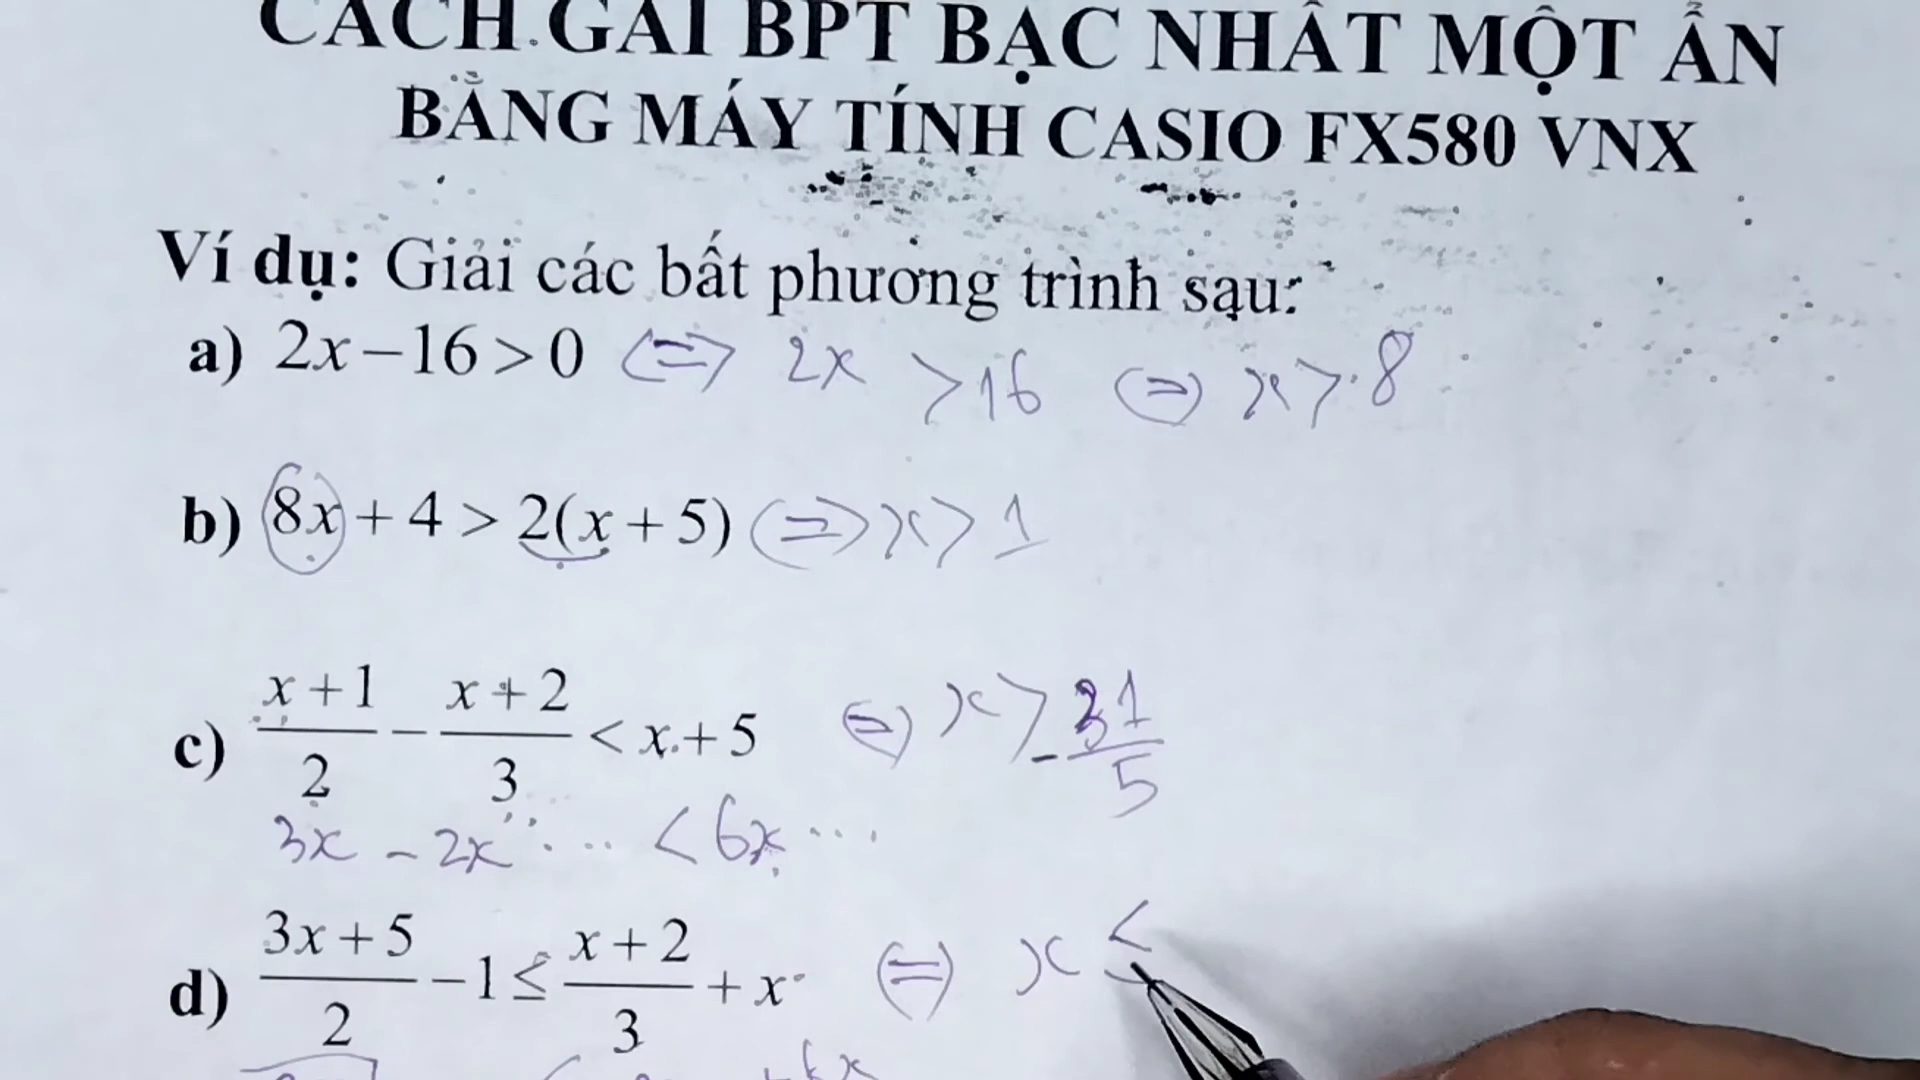 CÁCH GAI BPT BẬC NHẤT MỘT ẨN
BẰNG MÁY TÍNH CASIO FX580 VNX
Ví dụ: Giải các bất phương trình sau:
a) 2x-16>0 ⇔ 2x >16 ⇔ x>8
b) 8x+4>2(x+5) ⇔ x>1
c) (x+1)/2 - (x+2)/3 < x+5 ⇔ x> -31/5
3x - 2x ... < 6x ...
d) (3x+5)/2 - 1 ≤ (x+2)/3 + x ⇔ x ≤